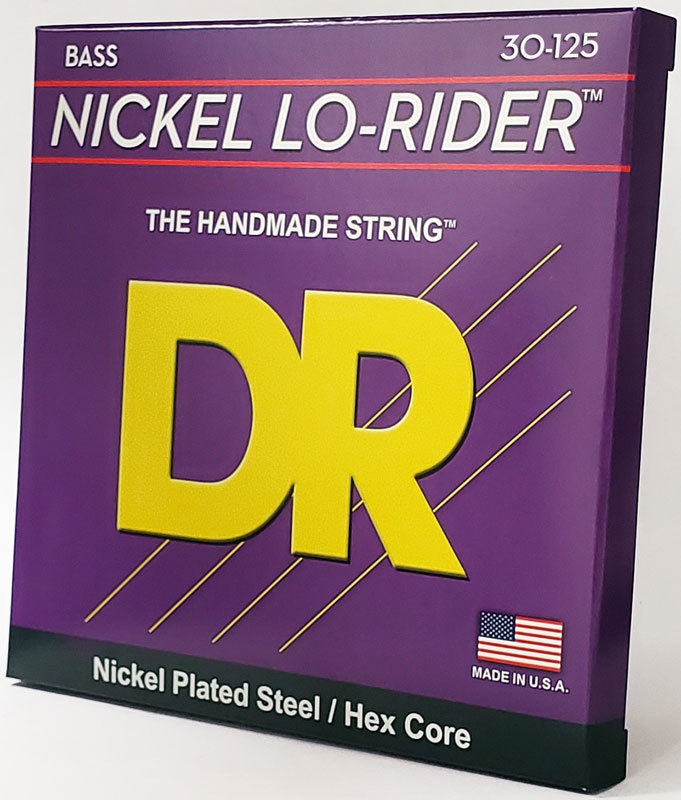 BASS 30-125
NICKEL LO-RIDER™
THE HANDMADE STRING™
DR
MADE IN U.S.A.
Nickel Plated Steel / Hex Core